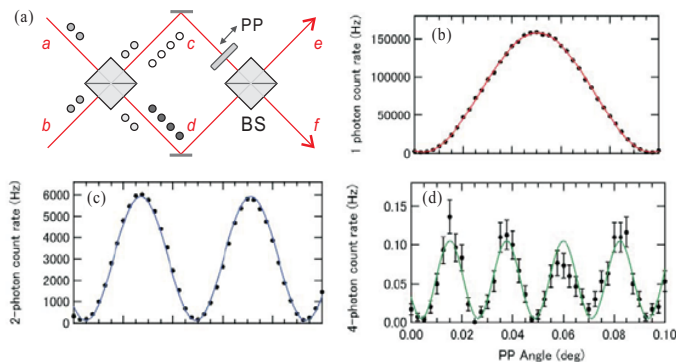 (a)
a
b
c
d
PP
BS
e
f
(b)
1 photon count rate (Hz)
150000
100000
50000
0
(c)
2-photon count rate (Hz)
6000
5000
4000
3000
2000
1000
0
(d)
4-photon count rate (Hz)
0.15
0.10
0.05
0.00
0.00 0.02 0.04 0.06 0.08 0.10
PP Angle (deg)